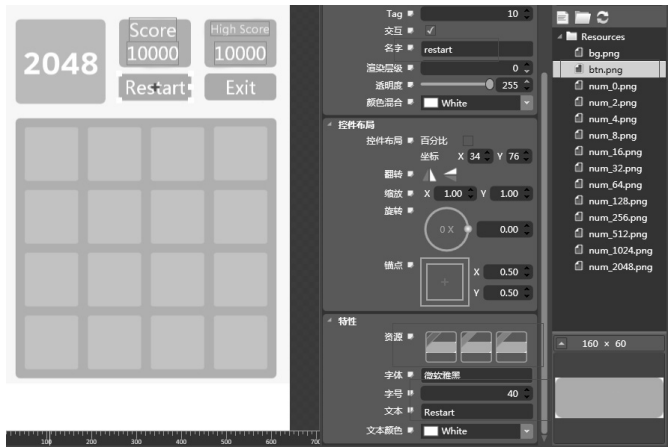 2048
Score
10000
High Score
10000
Restart
Exit
100 200 300 400 500 600 700
Tag 10
交互 √
名字 restart
渲染层级 0
透明度 255
颜色混合 White
控件布局
控件布局 百分比
坐标 X 34 Y 76
翻转
缩放 X 1.00 Y 1.00
旋转 0 X 0.00
锚点 X 0.50
Y 0.50
特性
资源
字体 微软雅黑
字号 40
文本 Restart
文本颜色 White
Resources
bg.png
btn.png
num_0.png
num_2.png
num_4.png
num_8.png
num_16.png
num_32.png
num_64.png
num_128.png
num_256.png
num_512.png
num_1024.png
num_2048.png
160 x 60